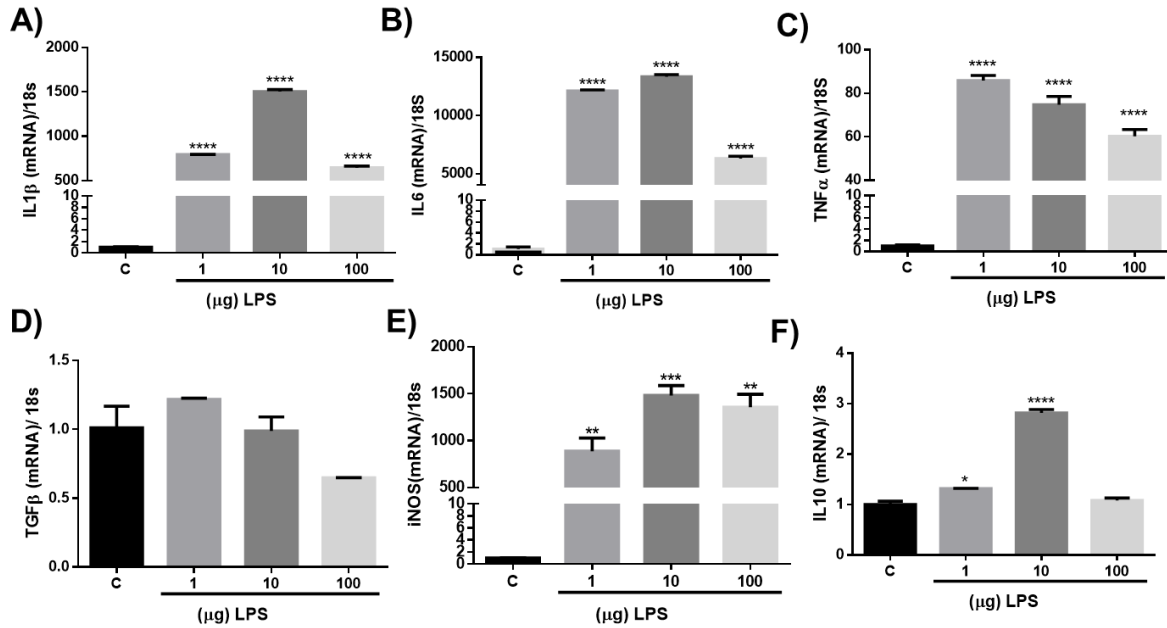 A)
IL1β (mRNA)/18s
2000
1500
1000
500
10
8
6
4
2
0
****
****
****
C 1 10 100
(μg) LPS
B)
IL6 (mRNA)/18S
15000
10000
5000
10
8
6
4
2
0
****
****
****
C 1 10 100
(μg) LPS
C)
TNFα (mRNA)/18S
100
80
60
40
10
8
6
4
2
0
****
****
****
C 1 10 100
(μg) LPS
D)
TGFβ (mRNA)/ 18s
1.5
1.0
0.5
0.0
C 1 10 100
(μg) LPS
E)
iNOS(mRNA)/ 18s
2000
1500
1000
500
10
8
6
4
2
0
**
***
**
C 1 10 100
(μg) LPS
F)
IL10 (mRNA)/ 18s
4
3
2
1
0
*
****
C 1 10 100
(μg) LPS